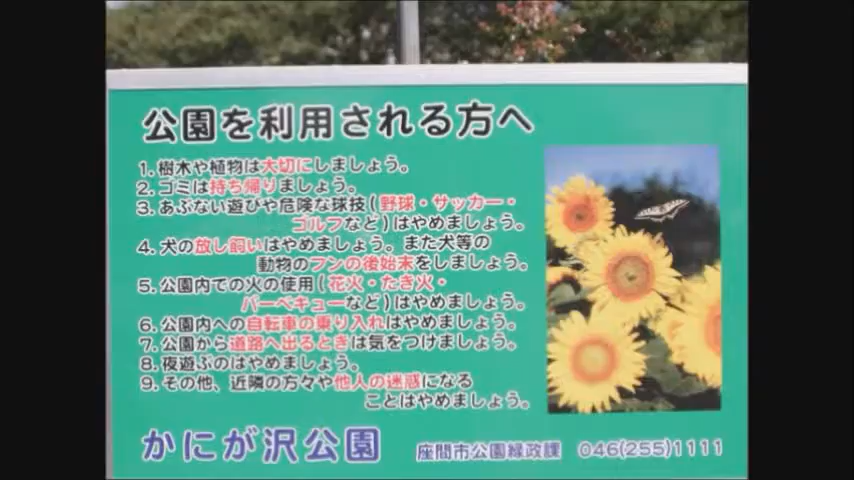 公園を利用される方へ
1. 樹木や植物は大切にしましょう。
2. ゴミは持ち帰りましょう。
3. あぶない遊びや危険な球技(野球・サッカー・
ゴルフなど)はやめましょう。
4. 犬の放し飼いはやめましょう。また犬等の
動物のフンの後始末をしましょう。
5. 公園内での火の使用(花火・たき火・
バーベキューなど)はやめましょう。
6. 公園内への自転車の乗り入れはやめましょう。
7. 公園から道路へ出るときは気をつけましょう。
8. 夜遊ぶのはやめましょう。
9. その他、近隣の方々や他人の迷惑になる
ことはやめましょう。
かにが沢公園
座間市公園緑政課 046(255)1111